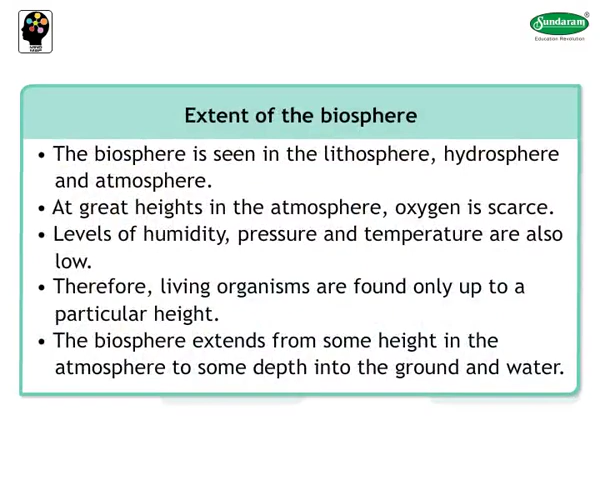 MIND
MAP
Sundaram®
Education Revolution
Extent of the biosphere
• The biosphere is seen in the lithosphere, hydrosphere
and atmosphere.
• At great heights in the atmosphere, oxygen is scarce.
• Levels of humidity, pressure and temperature are also
low.
• Therefore, living organisms are found only up to a
particular height.
• The biosphere extends from some height in the
atmosphere to some depth into the ground and water.